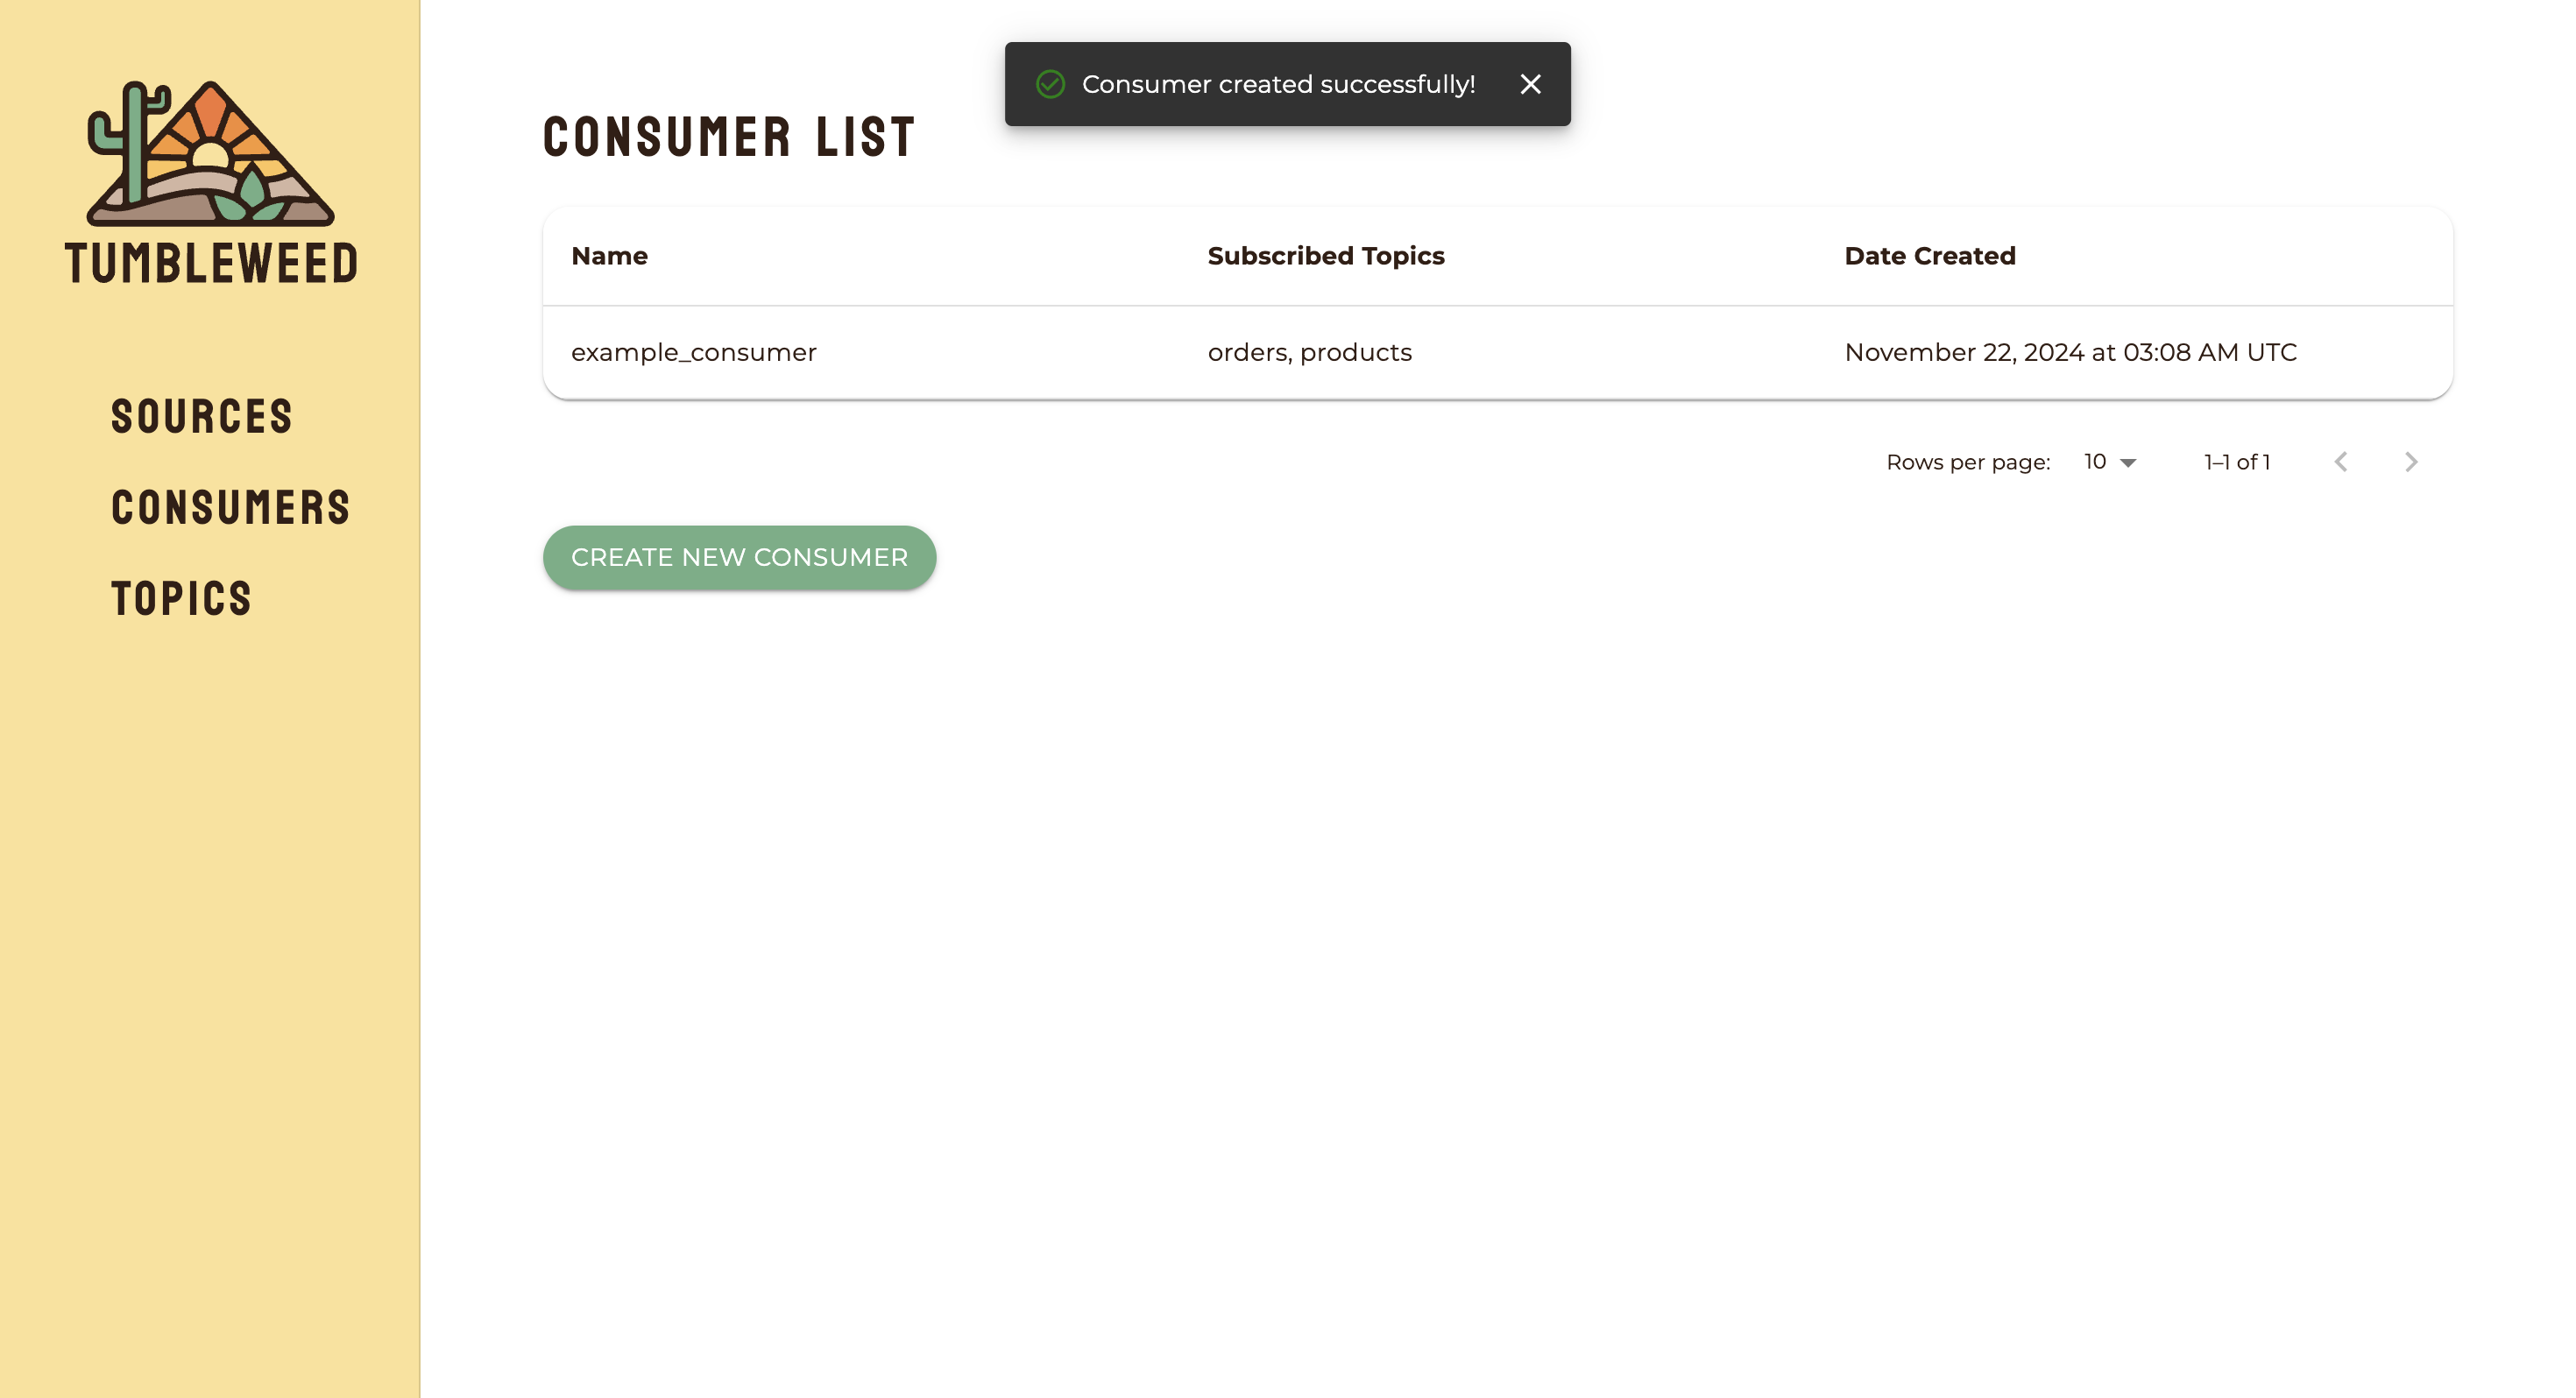 TUMBLEWEED
SOURCES
CONSUMERS
TOPICS
Consumer created successfully!
CONSUMER LIST
Name Subscribed Topics Date Created
example_consumer orders, products November 22, 2024 at 03:08 AM UTC
Rows per page: 10 1–1 of 1
CREATE NEW CONSUMER